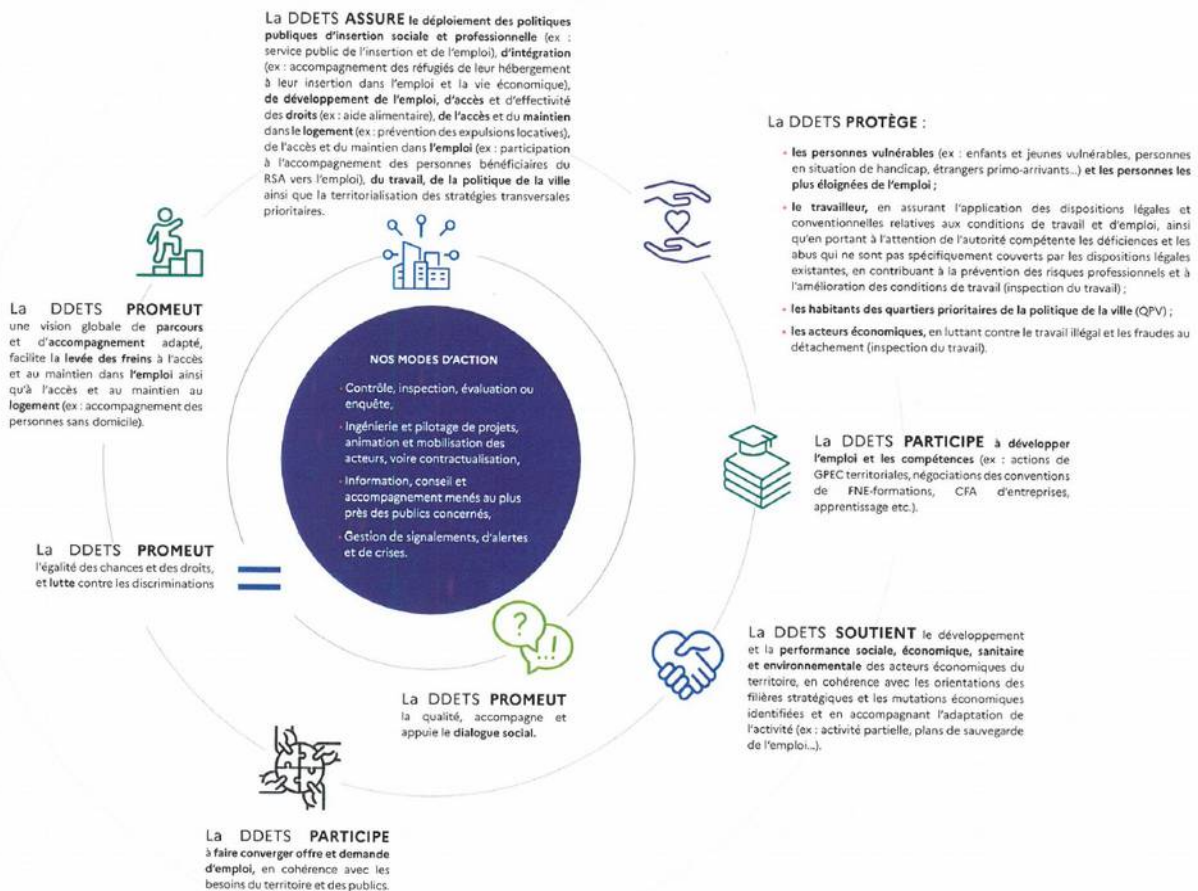 La DDETS ASSURE le déploiement des politiques
publiques d'insertion sociale et professionnelle (ex :
service public de l'insertion et de l'emploi), d'intégration
(ex : accompagnement des réfugiés de leur hébergement
à leur insertion dans l'emploi et la vie économique),
de développement de l'emploi, d'accès et d'effectivité
des droits (ex : aide alimentaire), de l'accès et du maintien
dans le logement (ex : prévention des expulsions locatives),
de l'accès et du maintien dans l'emploi (ex : participation
à l'accompagnement des personnes bénéficiaires du
RSA vers l'emploi), du travail, de la politique de la ville
ainsi que la territorialisation des stratégies transversales
prioritaires.
La DDETS PROTÈGE :
• les personnes vulnérables (ex : enfants et jeunes vulnérables, personnes
en situation de handicap, étrangers primo-arrivants...) et les personnes les
plus éloignées de l'emploi ;
• le travailleur, en assurant l'application des dispositions légales et
conventionnelles relatives aux conditions de travail et d'emploi, ainsi
qu'en portant à l'attention de l'autorité compétente les déficiences et les
abus qui ne sont pas spécifiquement couverts par les dispositions légales
existantes, en contribuant à la prévention des risques professionnels et à
l'amélioration des conditions de travail (inspection du travail) ;
• les habitants des quartiers prioritaires de la politique de la ville (QPV) ;
• les acteurs économiques, en luttant contre le travail illégal et les fraudes au
détachement (inspection du travail).
La DDETS PROMEUT
une vision globale de parcours
et d'accompagnement adapté,
facilite la levée des freins à l'accès
et au maintien dans l'emploi ainsi
qu'à l'accès et au maintien au
logement (ex : accompagnement des
personnes sans domicile).
NOS MODES D'ACTION
• Contrôle, inspection, évaluation ou
enquête,
• Ingénierie et pilotage de projets,
animation et mobilisation des
acteurs, voire contractualisation,
• Information, conseil et
accompagnement menés au plus
près des publics concernés,
• Gestion de signalements, d'alertes
et de crises.
La DDETS PARTICIPE à développer
l'emploi et les compétences (ex : actions de
GPEC territoriales, négociations des conventions
de FNE-formations, CFA d'entreprises,
apprentissage etc.).
La DDETS PROMEUT
l'égalité des chances et des droits,
et lutte contre les discriminations
La DDETS SOUTIENT le développement
et la performance sociale, économique, sanitaire
et environnementale des acteurs économiques du
territoire, en cohérence avec les orientations des
filières stratégiques et les mutations économiques
identifiées et en accompagnant l'adaptation de
l'activité (ex : activité partielle, plans de sauvegarde
de l'emploi...).
La DDETS PROMEUT
la qualité, accompagne et
appuie le dialogue social.
La DDETS PARTICIPE
à faire converger offre et demande
d'emploi, en cohérence avec les
besoins du territoire et des publics.